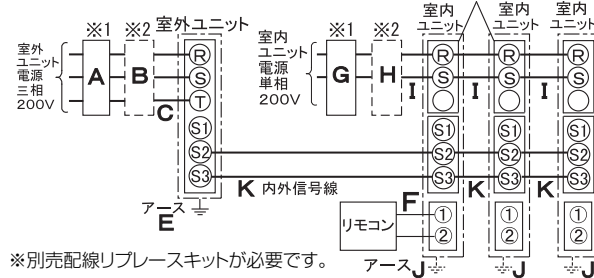 ※1 ※2 室外ユニット
室外
ユニット
電源
三相
200V
A
B
C
R
S
T
S1
S2
S3
アース
E
K 内外信号線
※1 ※2
室内
ユニット
電源
単相
200V
G
H
I
I
I
室内
ユニット
R
S
S1
S2
S3
①
②
室内
ユニット
R
S
S1
S2
S3
①
②
室内
ユニット
R
S
S1
S2
S3
①
②
K
K
F
リモコン
アース
J
J
J
※別売配線リプレースキットが必要です。